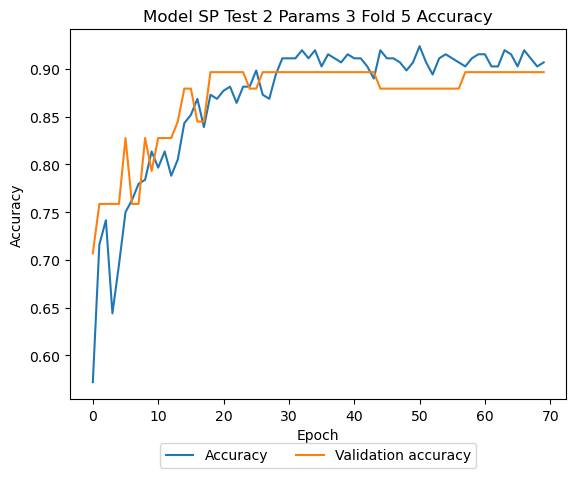 Model SP Test 2 Params 3 Fold 5 Accuracy
Accuracy
0.90
0.85
0.80
0.75
0.70
0.65
0.60
0 10 20 30 40 50 60 70
Epoch
Accuracy Validation accuracy